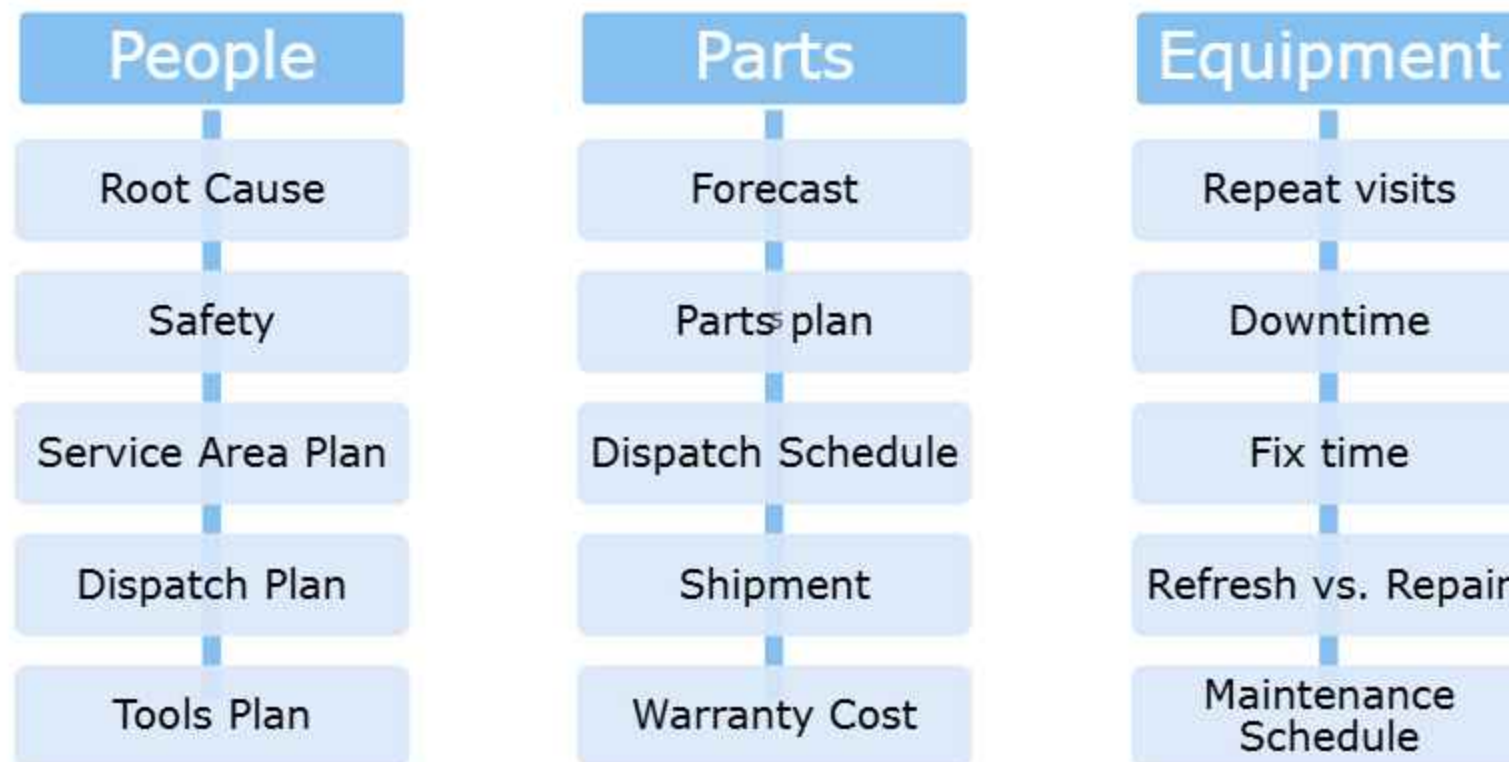 People
Root Cause
Safety
Service Area Plan
Dispatch Plan
Tools Plan
Parts
Forecast
Parts plan
Dispatch Schedule
Shipment
Warranty Cost
Equipment
Repeat visits
Downtime
Fix time
Refresh vs. Repair
Maintenance
Schedule